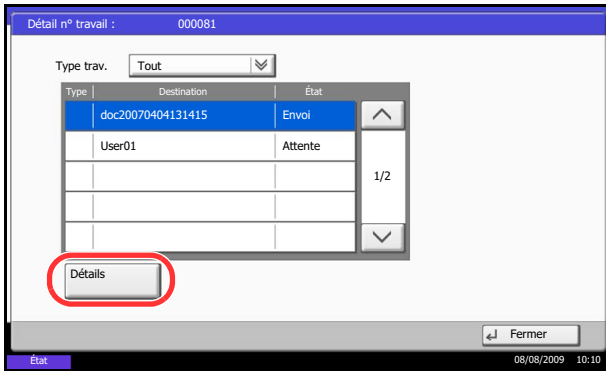 Détail n° travail : 000081
Type trav. Tout
Type Destination État
doc20070404131415 Envoi
User01 Attente
1/2
Détails
Fermer
État 08/08/2009 10:10